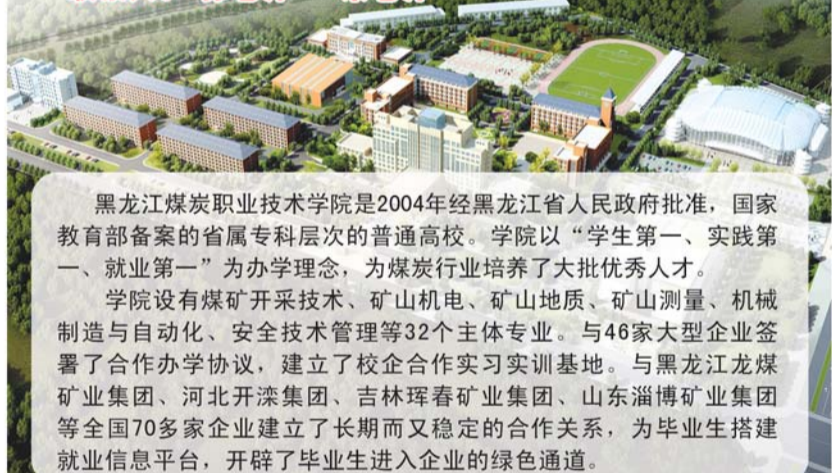 黑龙江煤炭职业技术学院是2004年经黑龙江省人民政府批准，国家
教育部备案的省属专科层次的普通高校。学院以“学生第一、实践第
一、就业第一”为办学理念，为煤炭行业培养了大批优秀人才。
学院设有煤矿开采技术、矿山机电、矿山地质、矿山测量、机械
制造与自动化、安全技术管理等32个主体专业。与46家大型企业签
署了合作办学协议，建立了校企合作实习实训基地。与黑龙江龙煤
矿业集团、河北开滦集团、吉林珲春矿业集团、山东淄博矿业集团
等全国70多家企业建立了长期而又稳定的合作关系，为毕业生搭建
就业信息平台，开辟了毕业生进入企业的绿色通道。